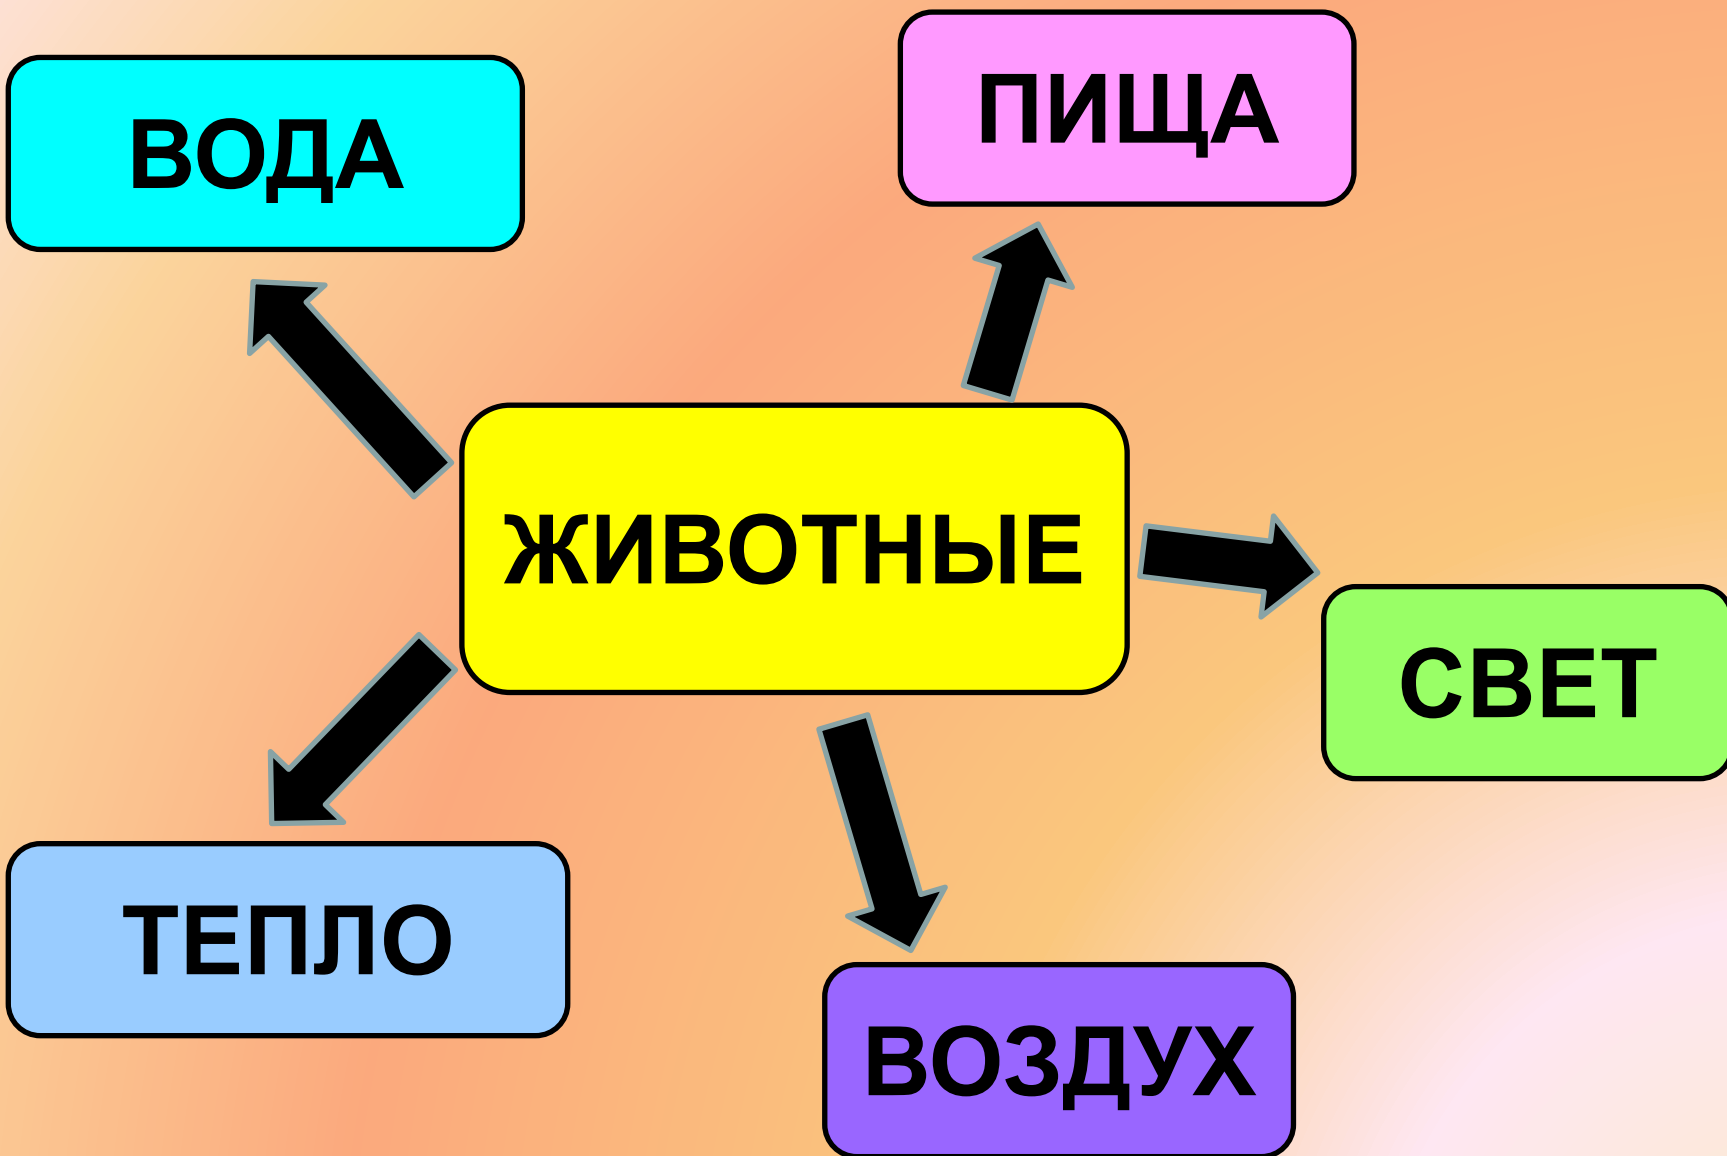 ВОДА
ПИЩА
ЖИВОТНЫЕ
СВЕТ
ТЕПЛО
ВОЗДУХ